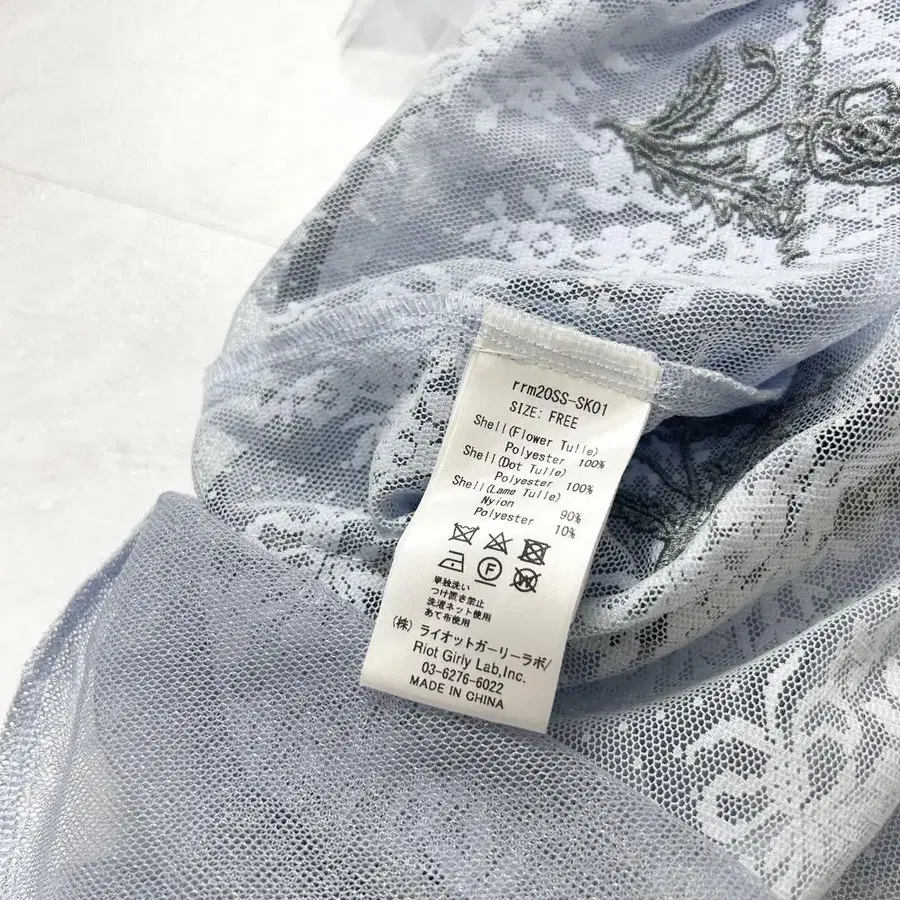 rrm20SS-SK01
SIZE: FREE
Shell(Flower Tulle)
Polyester 100%
Shell(Dot Tulle)
Polyester 100%
Shell(Lame Tulle)
Nylon 90%
Polyester 10%
F
単独洗い
つけ置き禁止
洗濯ネット使用
あて布使用
(株) ライオットガーリーラボ/
Riot Girly Lab,Inc.
03-6276-6022
MADE IN CHINA